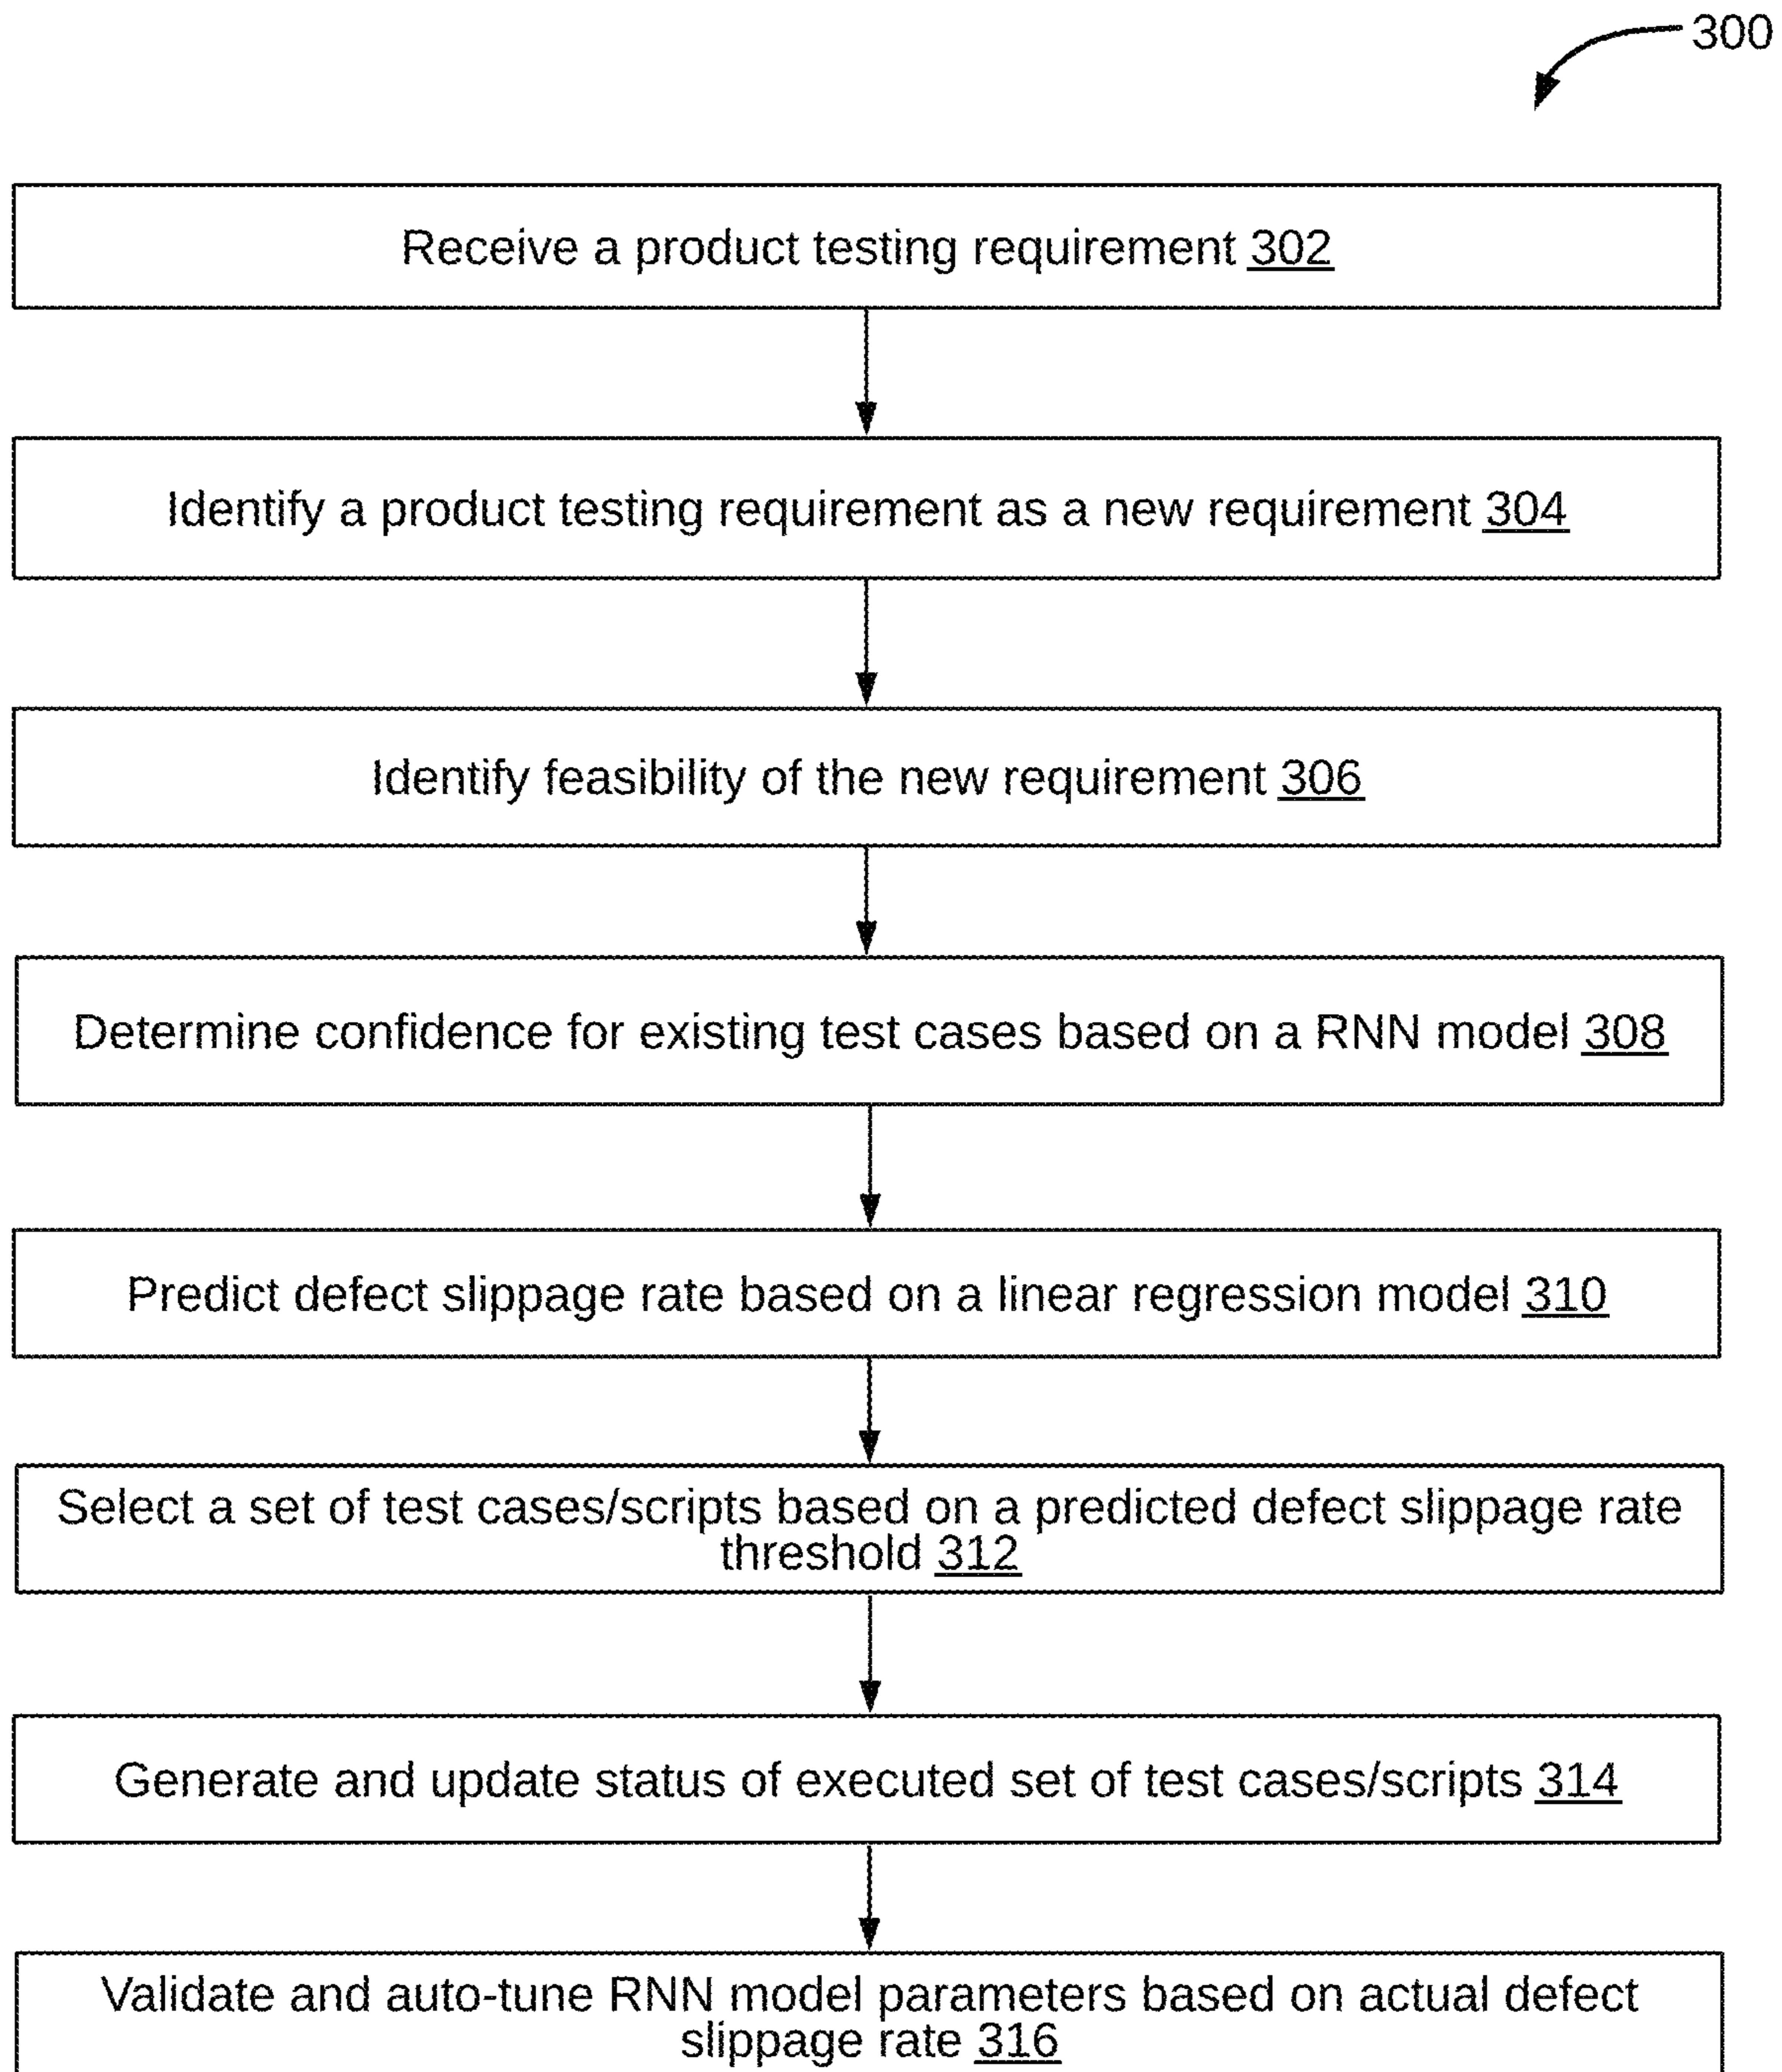 300
Receive a product testing requirement 302
Identify a product testing requirement as a new requirement 304
Identify feasibility of the new requirement 306
Determine confidence for existing test cases based on a RNN model 308
Predict defect slippage rate based on a linear regression model 310
Select a set of test cases/scripts based on a predicted defect slippage rate
threshold 312
Generate and update status of executed set of test cases/scripts 314
Validate and auto-tune RNN model parameters based on actual defect
slippage rate 316